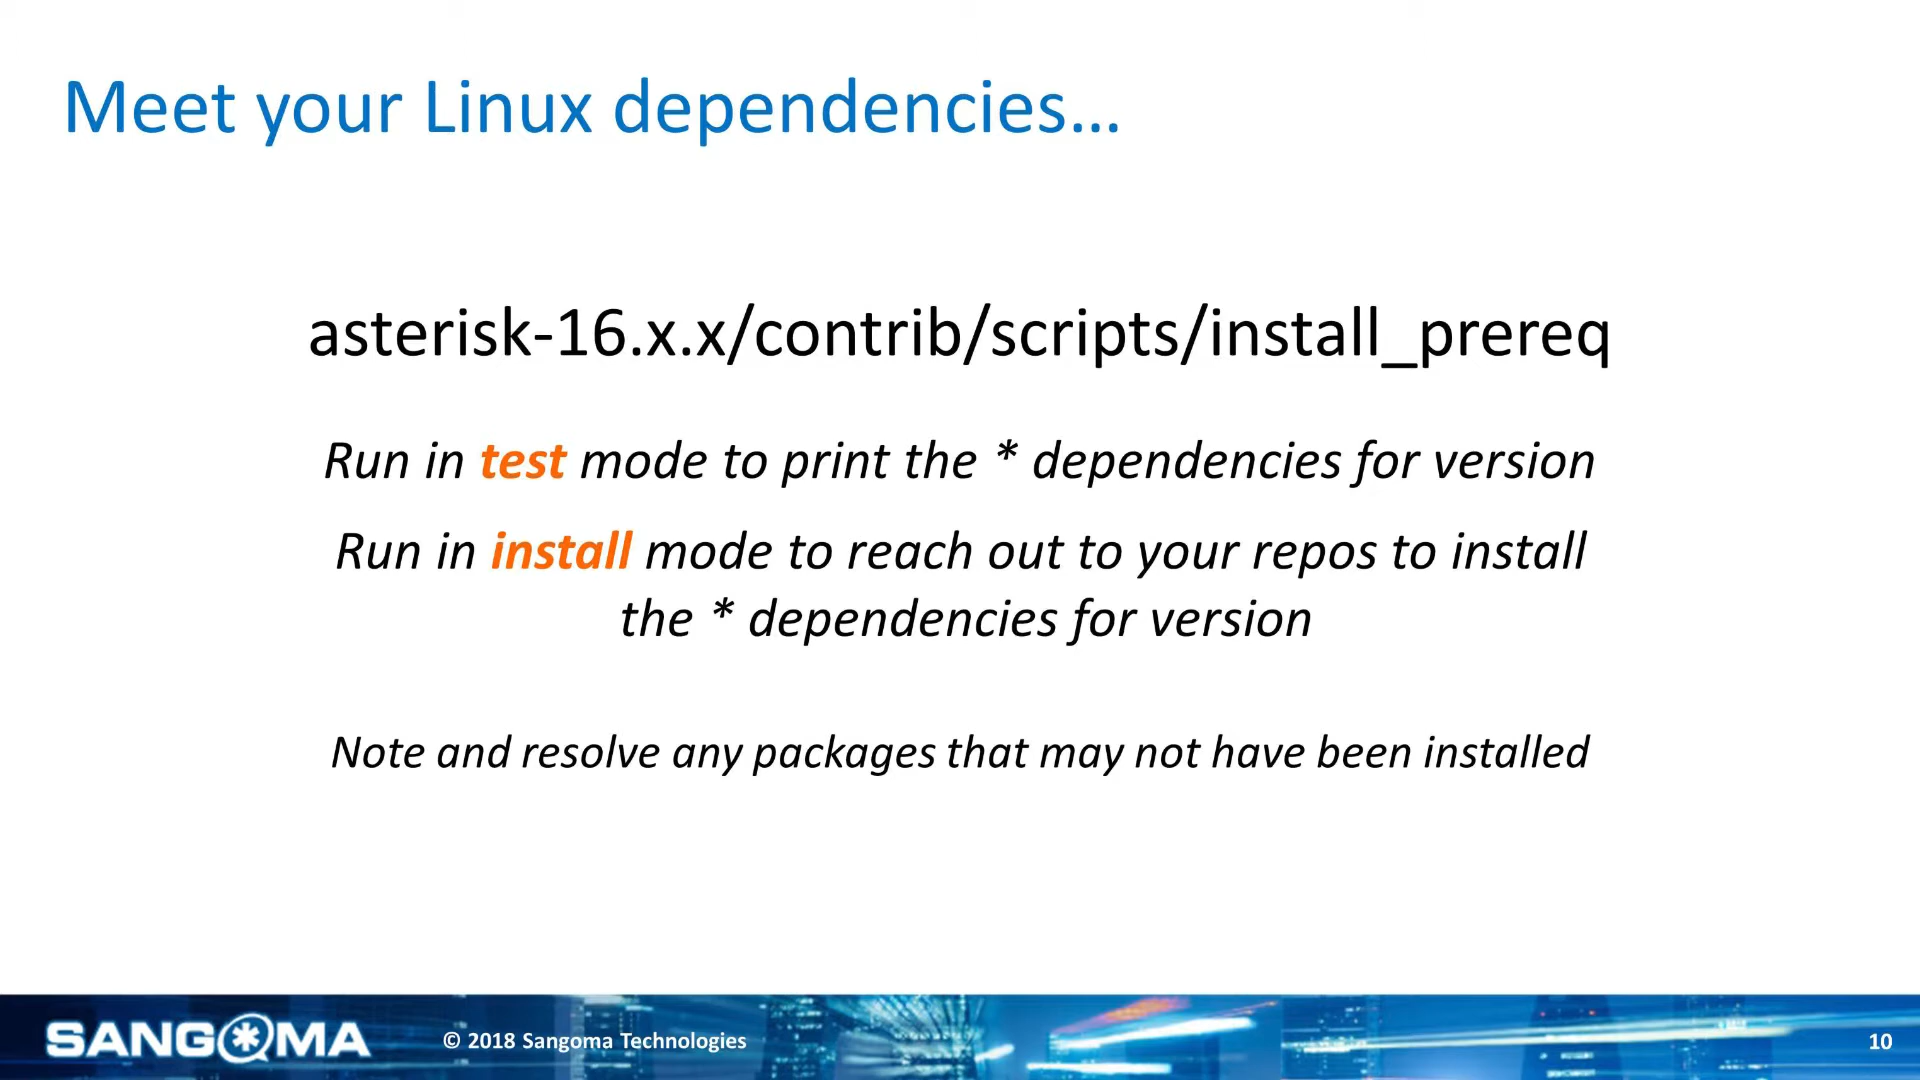 Meet your Linux dependencies...
asterisk-16.x.x/contrib/scripts/install_prereq
Run in test mode to print the * dependencies for version
Run in install mode to reach out to your repos to install
the * dependencies for version
Note and resolve any packages that may not have been installed
SANGOMA
© 2018 Sangoma Technologies
10